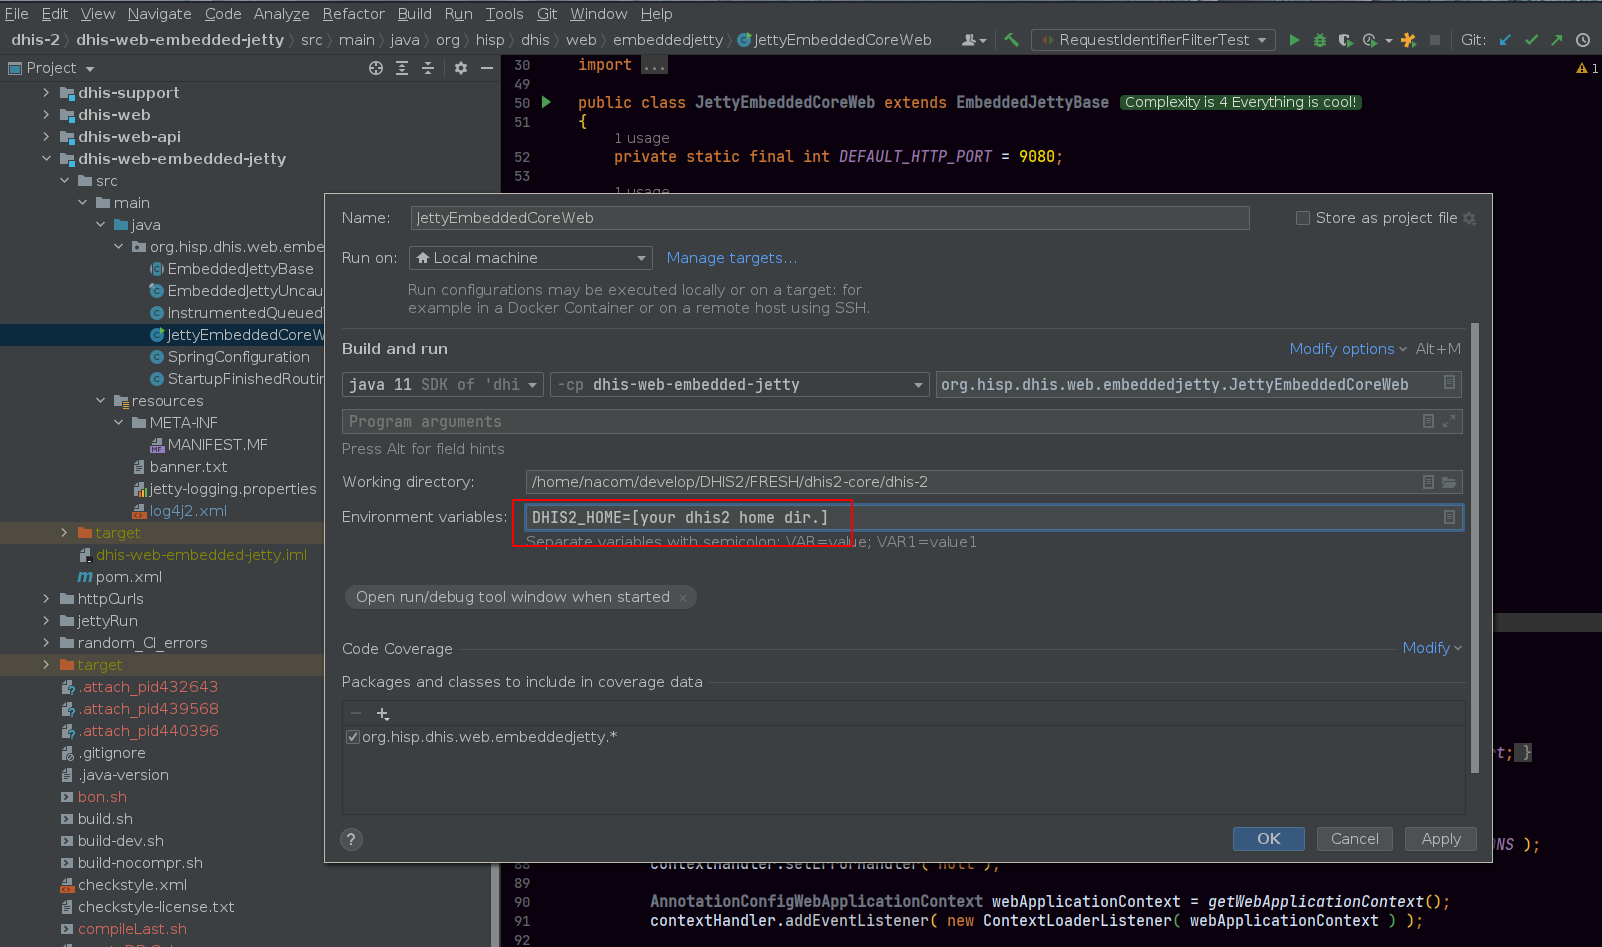 File Edit View Navigate Code Analyze Refactor Build Run Tools Git Window Help
dhis-2 dhis-web-embedded-jetty src main java org hisp dhis web embeddedjetty JettyEmbeddedCoreWeb RequestIdentifierFilterTest Git:
Project
dhis-support
dhis-web
dhis-web-api
dhis-web-embedded-jetty
src
main
java
org.hisp.dhis.web.embe
EmbeddedJettyBase
EmbeddedJettyUncau
InstrumentedQueued
JettyEmbeddedCoreW
SpringConfiguration
StartupFinishedRoutin
resources
META-INF
MANIFEST.MF
banner.txt
jetty-logging.properties
log4j2.xml
target
dhis-web-embedded-jetty.iml
pom.xml
httpCurls
jettyRun
random_CI_errors
target
.attach_pid432643
.attach_pid439568
.attach_pid440396
.gitignore
.java-version
bon.sh
build.sh
build-dev.sh
build-nocompr.sh
checkstyle.xml
checkstyle-license.txt
compileLast.sh
30 import ...
1
49
50 public class JettyEmbeddedCoreWeb extends EmbeddedJettyBase Complexity is 4 Everything is cool!
51 {
1 usage
52 private static final int DEFAULT_HTTP_PORT = 9080;
53
1 usage
Name: JettyEmbeddedCoreWeb Store as project file
Run on: Local machine Manage targets...
Run configurations may be executed locally or on a target: for
example in a Docker Container or on a remote host using SSH.
Build and run Modify options Alt+M
java 11 SDK of 'dhi -cp dhis-web-embedded-jetty org.hisp.dhis.web.embeddedjetty.JettyEmbeddedCoreWeb
Program arguments
Press Alt for field hints
Working directory: /home/nacom/develop/DHIS2/FRESH/dhis2-core/dhis-2
Environment variables: DHIS2_HOME=[your dhis2 home dir.]
Separate variables with semicolon: VAR=value; VAR1=value1
Open run/debug tool window when started
Code Coverage Modify
Packages and classes to include in coverage data
org.hisp.dhis.web.embeddedjetty.*
? OK Cancel Apply
t; }
NS );
88 contextHandler.setErrorHandler( null );
89
90 AnnotationConfigWebApplicationContext webApplicationContext = getWebApplicationContext();
91 contextHandler.addEventListener( new ContextLoaderListener( webApplicationContext ) );
92